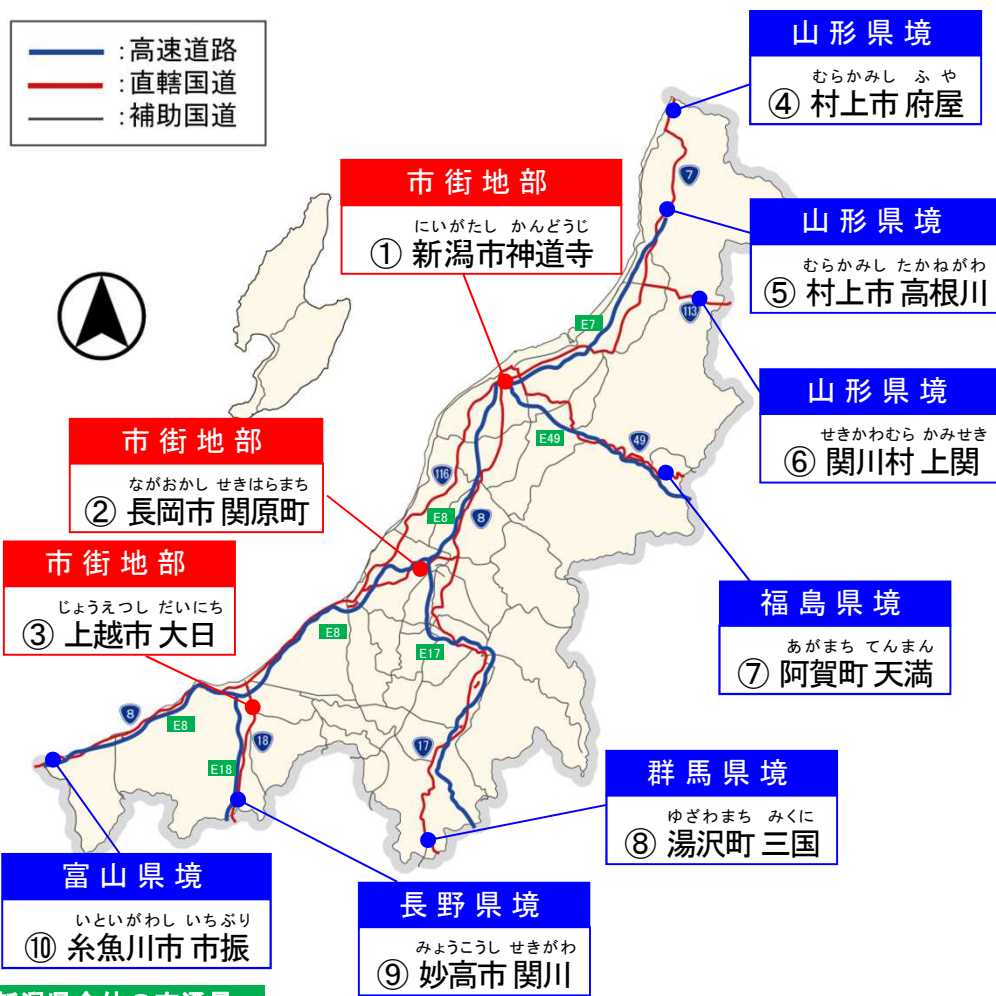 ：高速道路
：直轄国道
：補助国道
山形県境
むらかみし ふや
④ 村上市 府屋
7
市街地部
にいがたし かんどうじ
① 新潟市神道寺
山形県境
むらかみし たかねがわ
⑤ 村上市 高根川
113
E7
山形県境
せきかわむら かみせき
⑥ 関川村 上関
E49
49
市街地部
ながおかし せきはらまち
② 長岡市 関原町
116
E8
8
市街地部
じょうえつし だいにち
③ 上越市 大日
E8
E17
福島県境
あがまち てんまん
⑦ 阿賀町 天満
8
E8
18
E18
17
群馬県境
ゆざわまち みくに
⑧ 湯沢町 三国
富山県境
いといがわし いちぶり
⑩ 糸魚川市 市振
長野県境
みょうこうし せきがわ
⑨ 妙高市 関川